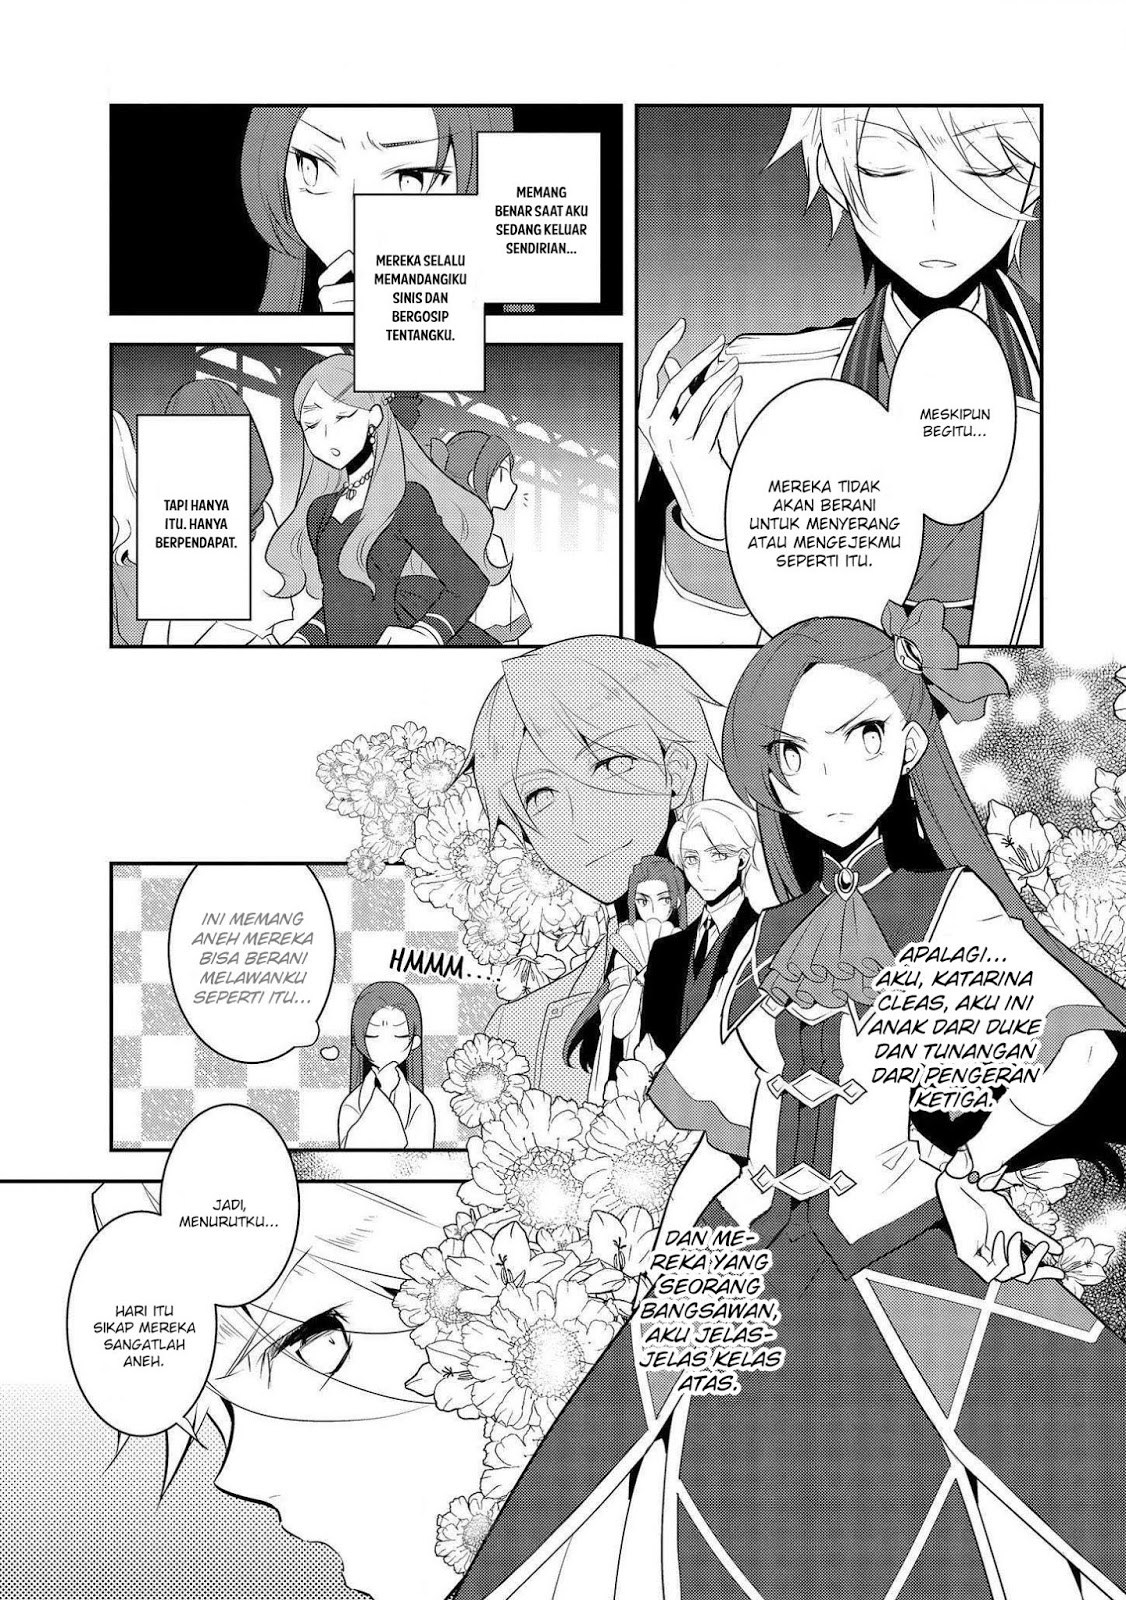 MESKIPUN
BEGITU...
MEREKA TIDAK
AKAN BERANI
UNTUK MENYERANG
ATAU MENGEJEKMU
SEPERTI ITU.
MEMANG
BENAR SAAT AKU
SEDANG KELUAR
SENDIRIAN...
MEREKA SELALU
MEMANDANGIKU
SINIS DAN
BERGOSIP
TENTANGKU.
TAPI HANYA
ITU. HANYA
BERPENDAPAT.
APALAGI...
AKU, KATARINA
CLEAS, AKU INI
ANAK DARI DUKE
DAN TUNANGAN
DARI PENGERAN
KETIGA.
DAN ME-
REKA YANG
SEORANG
BANGSAWAN,
AKU JELAS-
JELAS KELAS
ATAS.
INI MEMANG
ANEH MEREKA
BISA BERANI
MELAWANKU
SEPERTI ITU...
HMMM.....
JADI,
MENURUTKU...
HARI ITU
SIKAP MEREKA
SANGATLAH
ANEH.